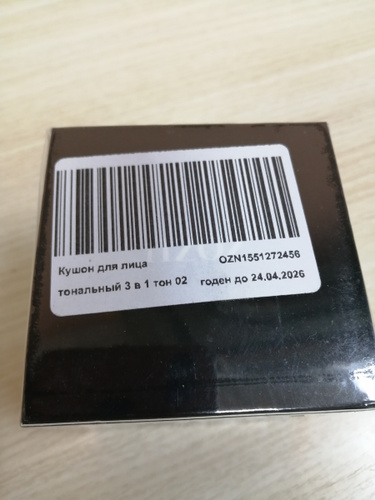 Кушон для лица OZN1551272456
тональный 3 в 1 тон 02 годен до 24.04.2026